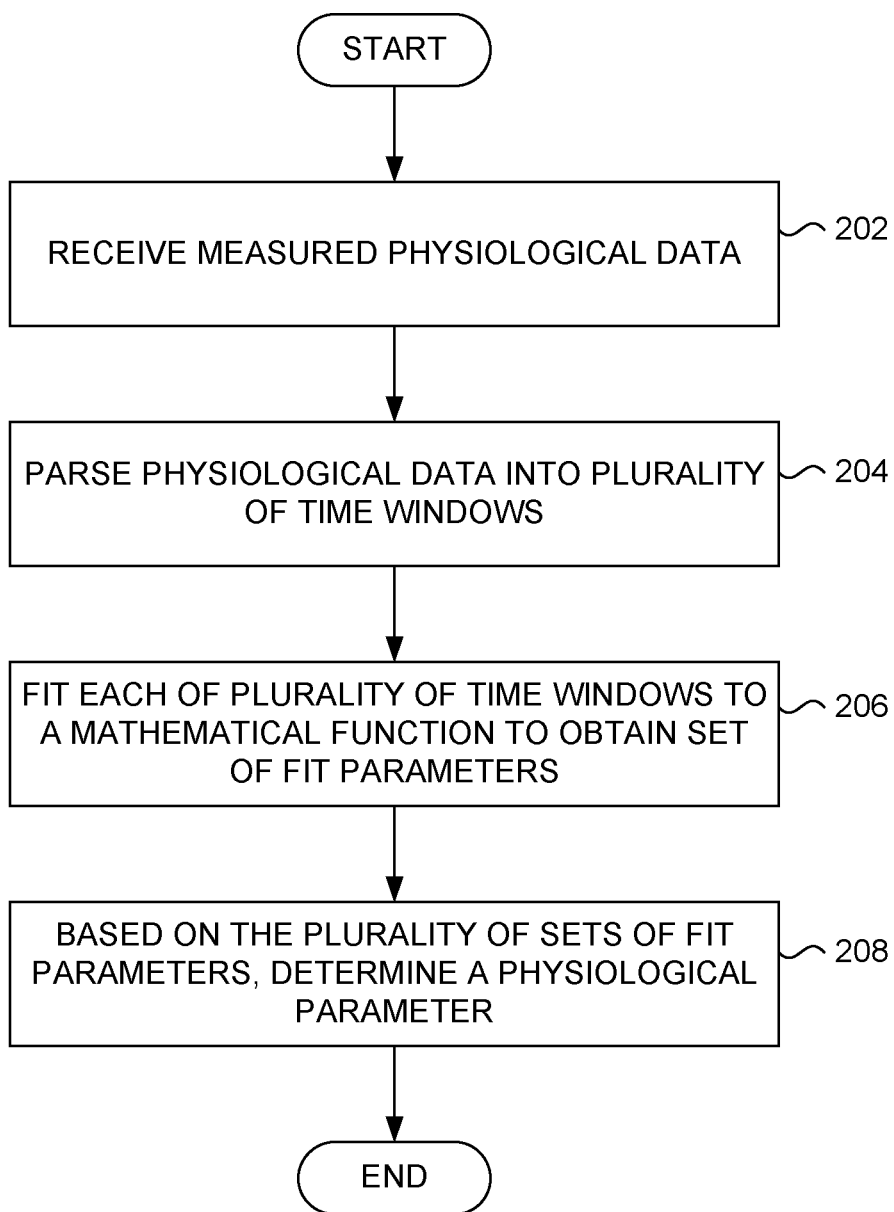 START
RECEIVE MEASURED PHYSIOLOGICAL DATA
202
PARSE PHYSIOLOGICAL DATA INTO PLURALITY
OF TIME WINDOWS
204
FIT EACH OF PLURALITY OF TIME WINDOWS TO
A MATHEMATICAL FUNCTION TO OBTAIN SET
OF FIT PARAMETERS
206
BASED ON THE PLURALITY OF SETS OF FIT
PARAMETERS, DETERMINE A PHYSIOLOGICAL
PARAMETER
208
END